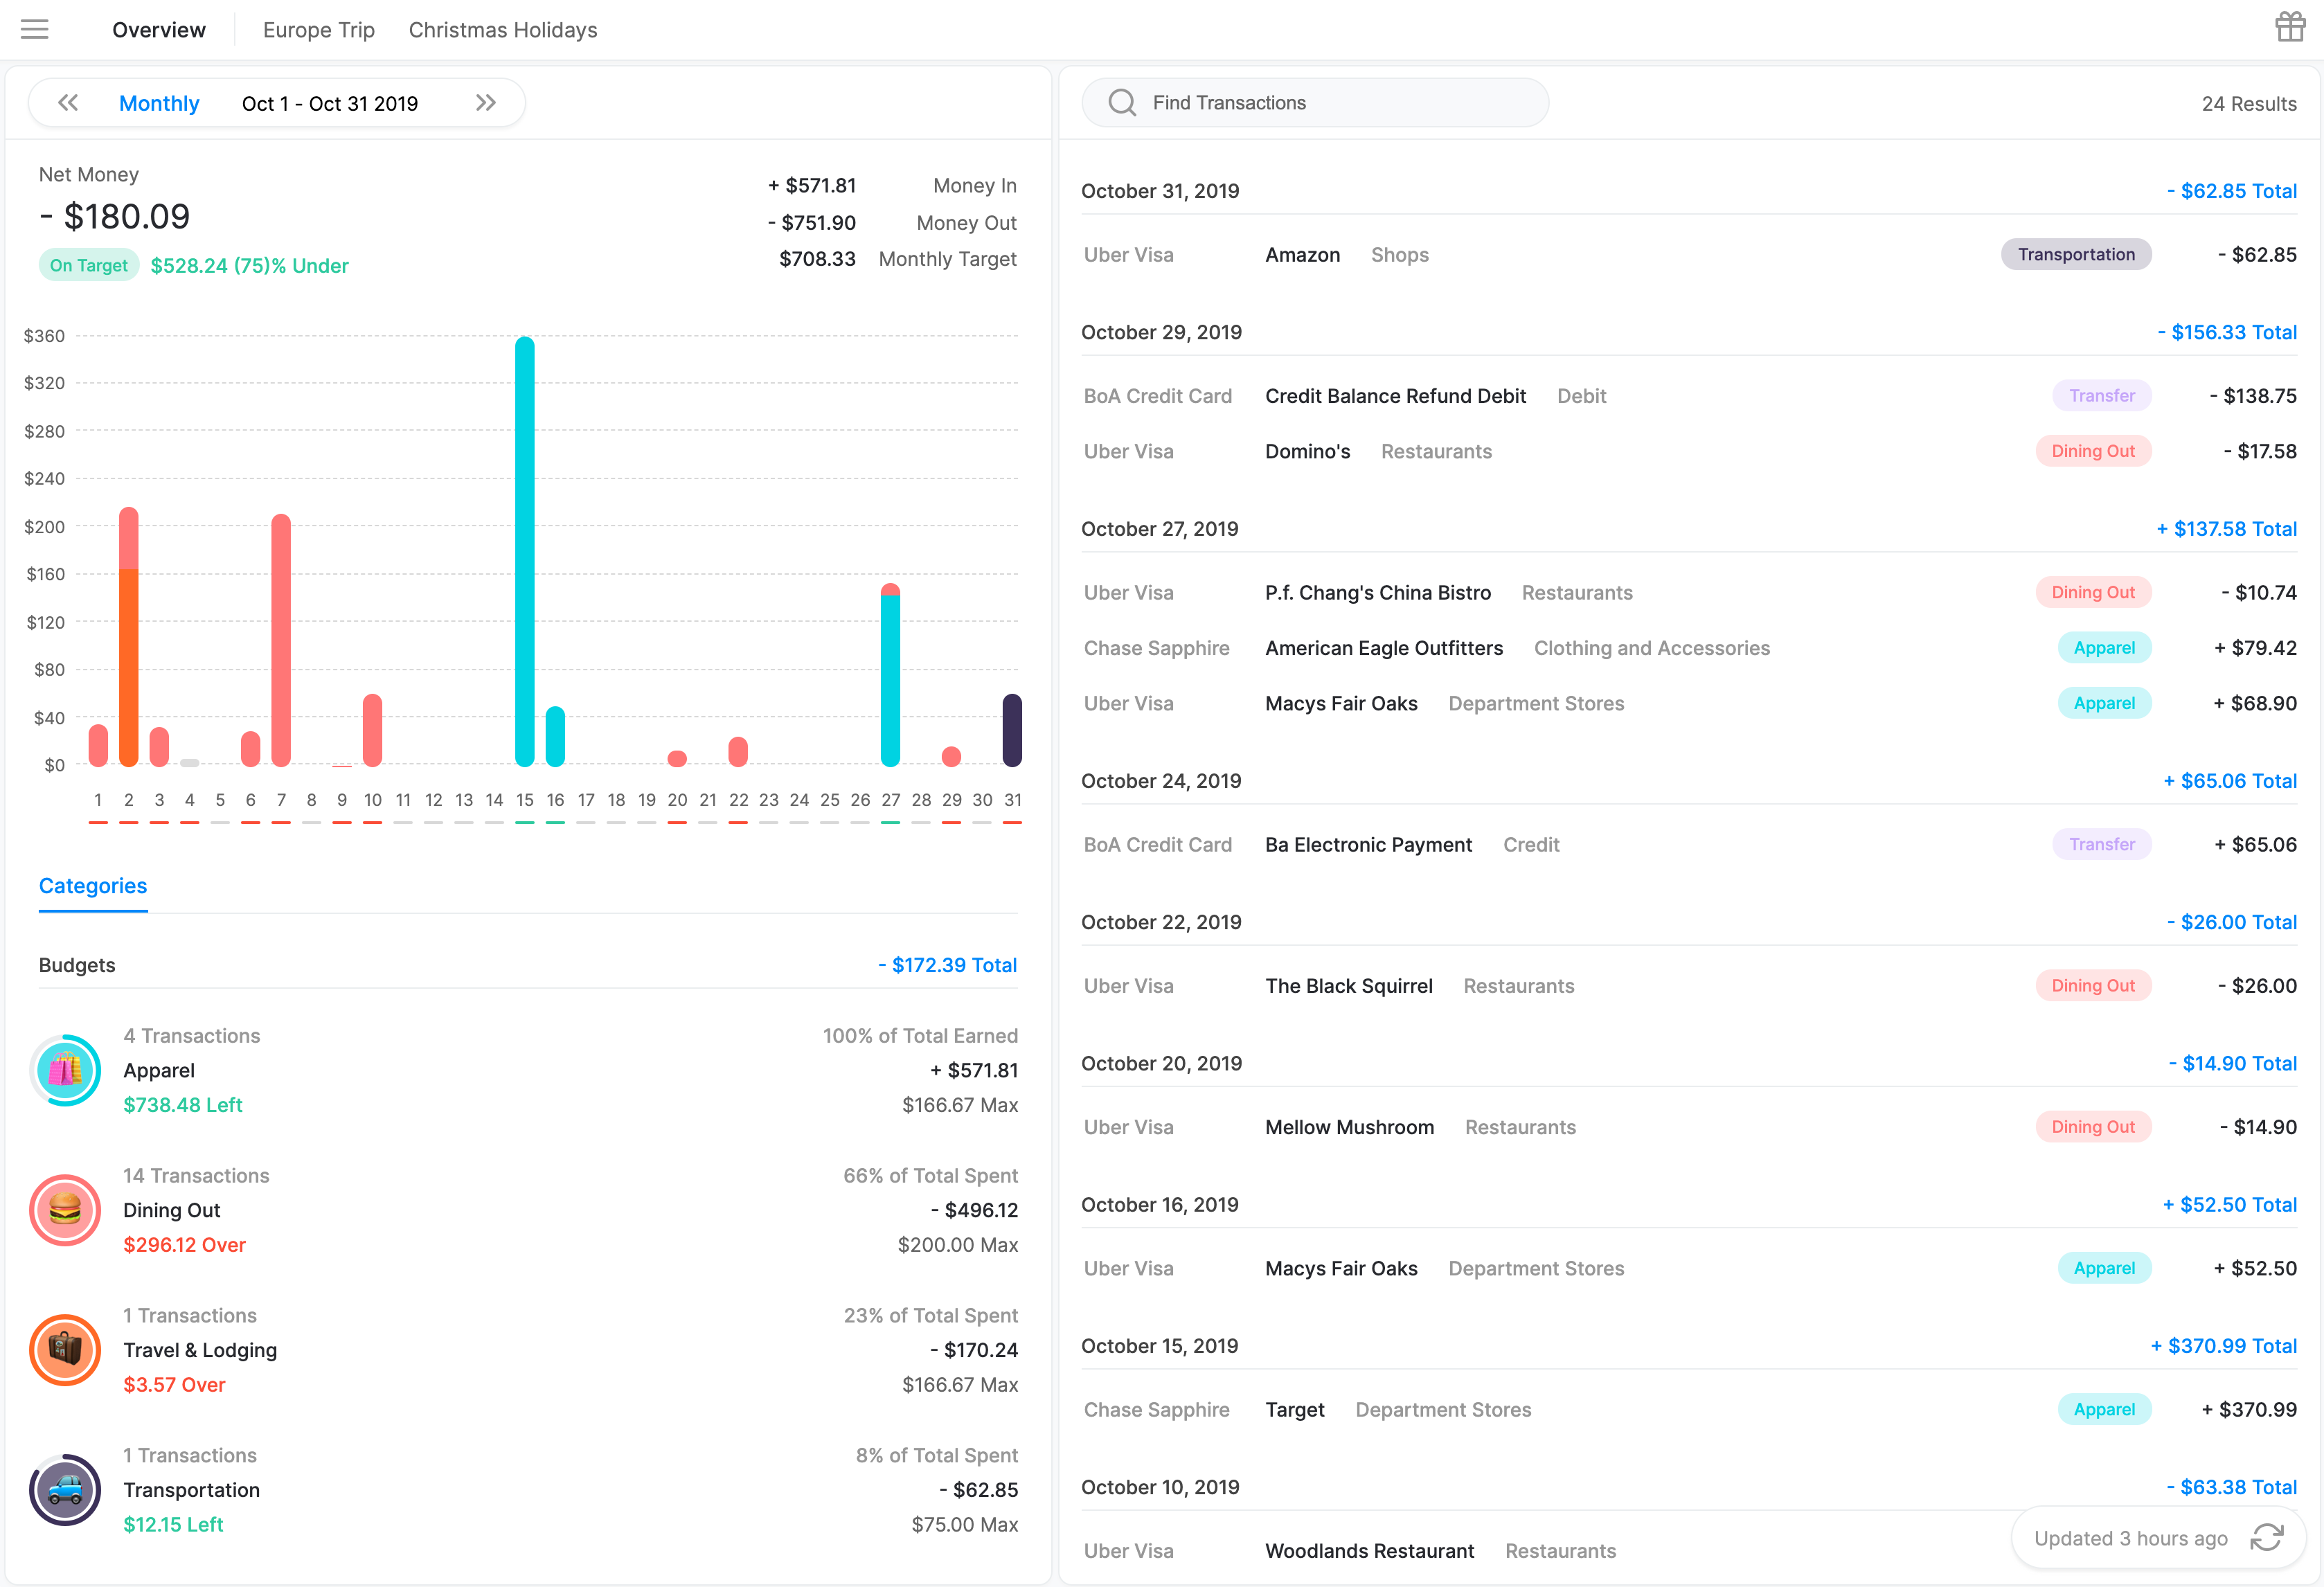 Overview
Europe Trip
Christmas Holidays
Monthly
Oct 1 - Oct 31 2019
Net Money
- $180.09
On Target
$528.24 (75)% Under
+ $571.81 Money In
- $751.90 Money Out
$708.33 Monthly Target
$360
$320
$280
$240
$200
$160
$120
$80
$40
$0
1 2 3 4 5 6 7 8 9 10 11 12 13 14 15 16 17 18 19 20 21 22 23 24 25 26 27 28 29 30 31
Categories
Budgets - $172.39 Total
4 Transactions 100% of Total Earned
Apparel + $571.81
$738.48 Left $166.67 Max
14 Transactions 66% of Total Spent
Dining Out - $496.12
$296.12 Over $200.00 Max
1 Transactions 23% of Total Spent
Travel & Lodging - $170.24
$3.57 Over $166.67 Max
1 Transactions 8% of Total Spent
Transportation - $62.85
$12.15 Left $75.00 Max
Find Transactions
24 Results
October 31, 2019 - $62.85 Total
Uber Visa Amazon Shops Transportation - $62.85
October 29, 2019 - $156.33 Total
BoA Credit Card Credit Balance Refund Debit Debit Transfer - $138.75
Uber Visa Domino's Restaurants Dining Out - $17.58
October 27, 2019 + $137.58 Total
Uber Visa P.f. Chang's China Bistro Restaurants Dining Out - $10.74
Chase Sapphire American Eagle Outfitters Clothing and Accessories Apparel + $79.42
Uber Visa Macys Fair Oaks Department Stores Apparel + $68.90
October 24, 2019 + $65.06 Total
BoA Credit Card Ba Electronic Payment Credit Transfer + $65.06
October 22, 2019 - $26.00 Total
Uber Visa The Black Squirrel Restaurants Dining Out - $26.00
October 20, 2019 - $14.90 Total
Uber Visa Mellow Mushroom Restaurants Dining Out - $14.90
October 16, 2019 + $52.50 Total
Uber Visa Macys Fair Oaks Department Stores Apparel + $52.50
October 15, 2019 + $370.99 Total
Chase Sapphire Target Department Stores Apparel + $370.99
October 10, 2019 - $63.38 Total
Uber Visa Woodlands Restaurant Restaurants
Updated 3 hours ago